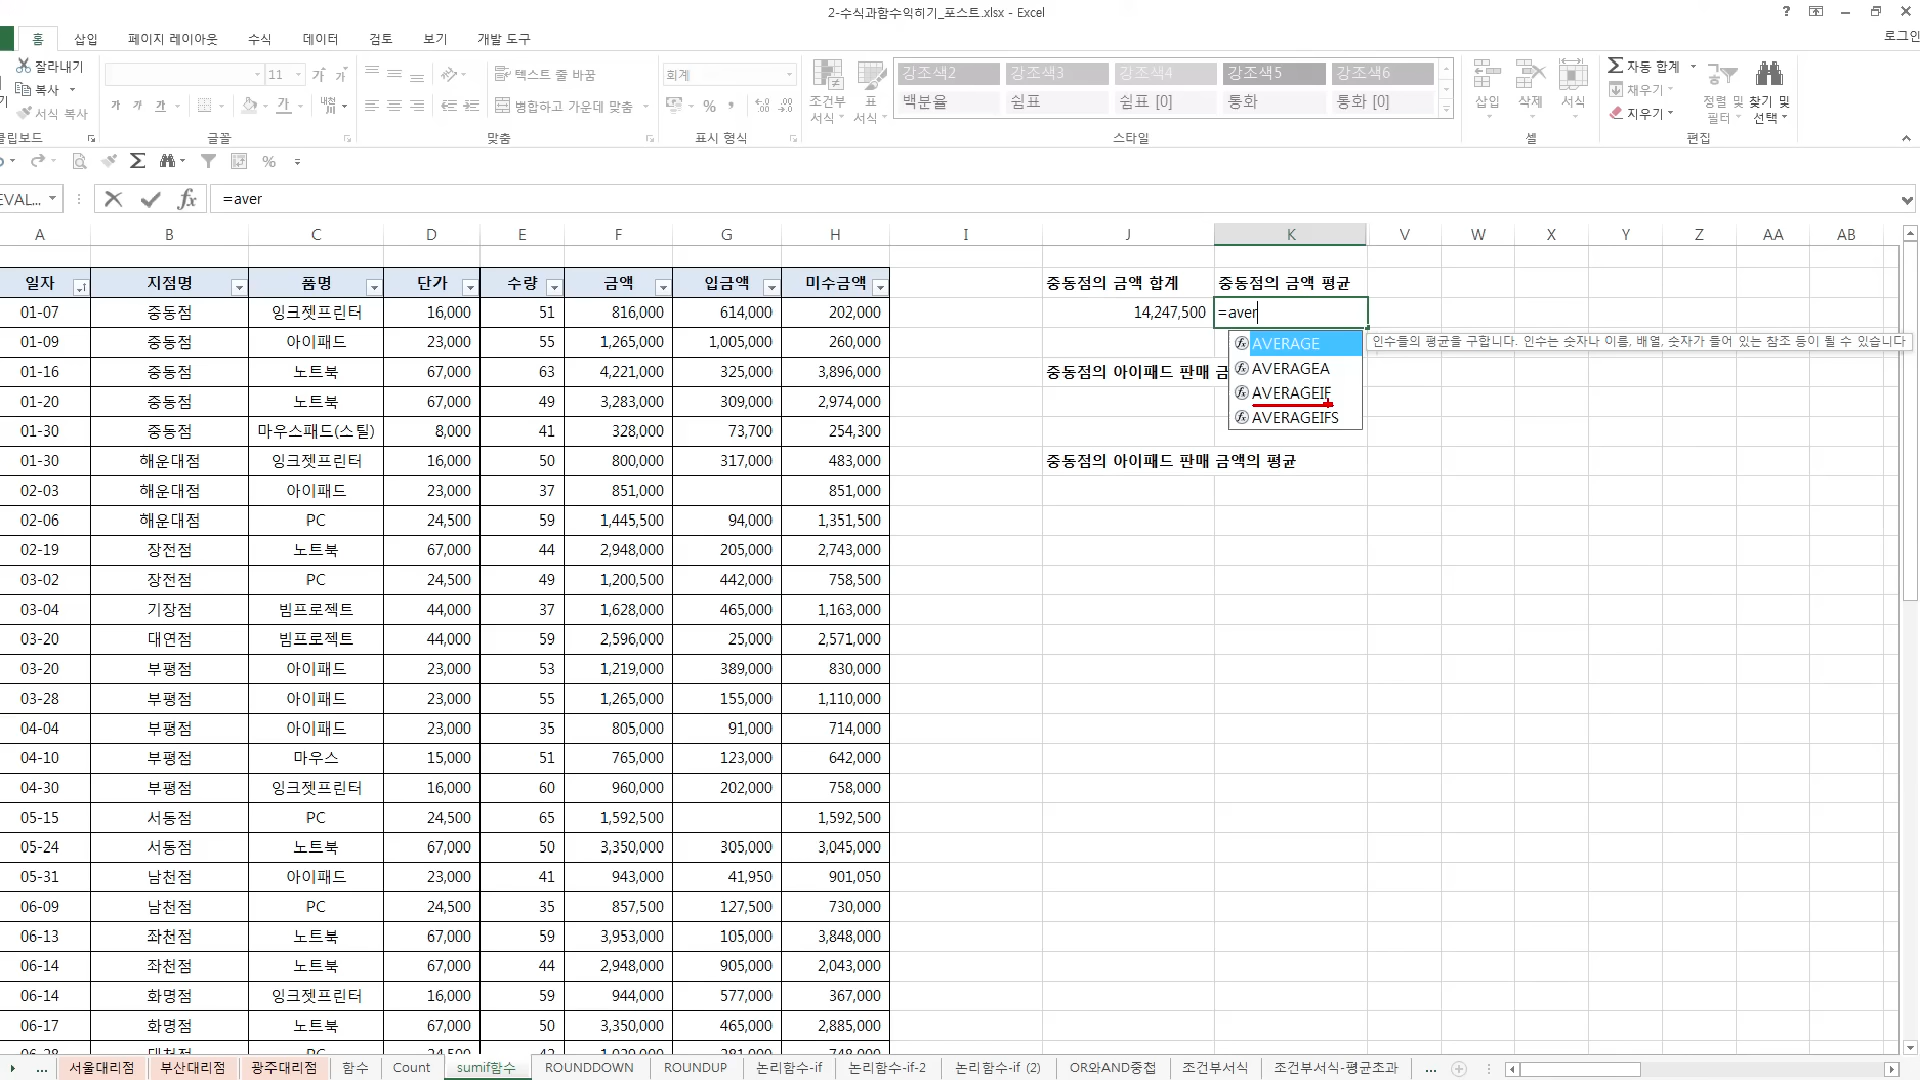 2-수식과함수익히기_포스트.xlsx - Excel
홈 삽입 페이지 레이아웃 수식 데이터 검토 보기 개발 도구 로그인
잘라내기
복사
서식 복사
클립보드
11
가 가 가
글꼴
텍스트 줄 바꿈
병합하고 가운데 맞춤
맞춤
회계
표시 형식
조건부 서식
표 서식
강조색2 강조색3 강조색4 강조색5 강조색6
백분율 쉼표 쉼표 [0] 통화 통화 [0]
스타일
삽입 삭제 서식
셀
자동 합계
채우기
지우기
정렬 및 필터
찾기 및 선택
편집
EVAL... =aver
A B C D E F G H I J K V W X Y Z AA AB
일자 지점명 품명 단가 수량 금액 입금액 미수금액 중동점의 금액 합계 중동점의 금액 평균
01-07 중동점 잉크젯프린터 16,000 51 816,000 614,000 202,000 14,247,500 =aver
01-09 중동점 아이패드 23,000 55 1,265,000 1,005,000 260,000
AVERAGE 인수들의 평균을 구합니다. 인수는 숫자나 이름, 배열, 숫자가 들어 있는 참조 등이 될 수 있습니다
AVERAGEA
AVERAGEIF
AVERAGEIFS
01-16 중동점 노트북 67,000 63 4,221,000 325,000 3,896,000 중동점의 아이패드 판매 금
01-20 중동점 노트북 67,000 49 3,283,000 309,000 2,974,000
01-30 중동점 마우스패드(스틸) 8,000 41 328,000 73,700 254,300
01-30 해운대점 잉크젯프린터 16,000 50 800,000 317,000 483,000 중동점의 아이패드 판매 금액의 평균
02-03 해운대점 아이패드 23,000 37 851,000 851,000
02-06 해운대점 PC 24,500 59 1,445,500 94,000 1,351,500
02-19 장전점 노트북 67,000 44 2,948,000 205,000 2,743,000
03-02 장전점 PC 24,500 49 1,200,500 442,000 758,500
03-04 기장점 빔프로젝트 44,000 37 1,628,000 465,000 1,163,000
03-20 대연점 빔프로젝트 44,000 59 2,596,000 25,000 2,571,000
03-20 부평점 아이패드 23,000 53 1,219,000 389,000 830,000
03-28 부평점 아이패드 23,000 55 1,265,000 155,000 1,110,000
04-04 부평점 아이패드 23,000 35 805,000 91,000 714,000
04-10 부평점 마우스 15,000 51 765,000 123,000 642,000
04-30 부평점 잉크젯프린터 16,000 60 960,000 202,000 758,000
05-15 서동점 PC 24,500 65 1,592,500 1,592,500
05-24 서동점 노트북 67,000 50 3,350,000 305,000 3,045,000
05-31 남천점 아이패드 23,000 41 943,000 41,950 901,050
06-09 남천점 PC 24,500 35 857,500 127,500 730,000
06-13 좌천점 노트북 67,000 59 3,953,000 105,000 3,848,000
06-14 좌천점 노트북 67,000 44 2,948,000 905,000 2,043,000
06-14 화명점 잉크젯프린터 16,000 59 944,000 577,000 367,000
06-17 화명점 노트북 67,000 50 3,350,000 465,000 2,885,000
... 서울대리점 부산대리점 광주대리점 함수 Count sumif함수 ROUNDDOWN ROUNDUP 논리함수-if 논리함수-if-2 논리함수-if (2) OR와AND중첩 조건부서식 조건부서식-평균초과 ...